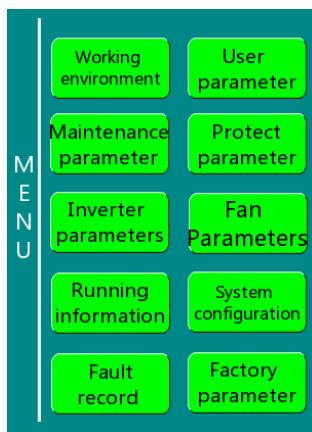 MENU
Working
environment
User
parameter
Maintenance
parameter
Protect
parameter
Inverter
parameters
Fan
Parameters
Running
information
System
configuration
Fault
record
Factory
parameter